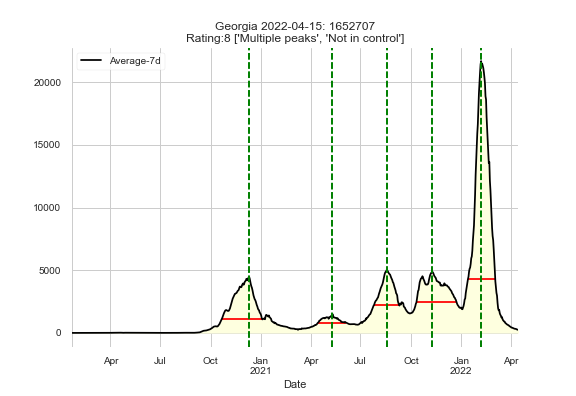 Georgia 2022-04-15: 1652707
Rating:8 ['Multiple peaks', 'Not in control']
Average-7d
20000
15000
10000
5000
0
Apr Jul Oct Jan Apr Jul Oct Jan Apr
2021 2022
Date